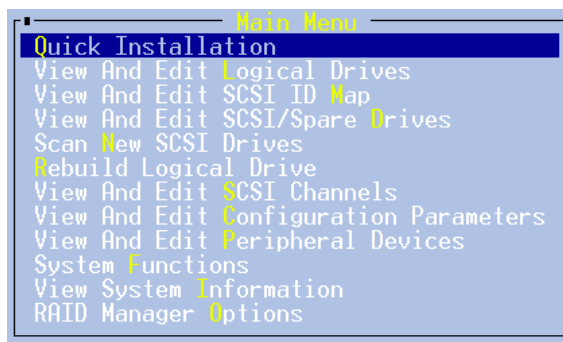 Main Menu
Quick Installation
View And Edit Logical Drives
View And Edit SCSI ID Map
View And Edit SCSI/Spare Drives
Scan New SCSI Drives
Rebuild Logical Drive
View And Edit SCSI Channels
View And Edit Configuration Parameters
View And Edit Peripheral Devices
System Functions
View System Information
RAID Manager Options